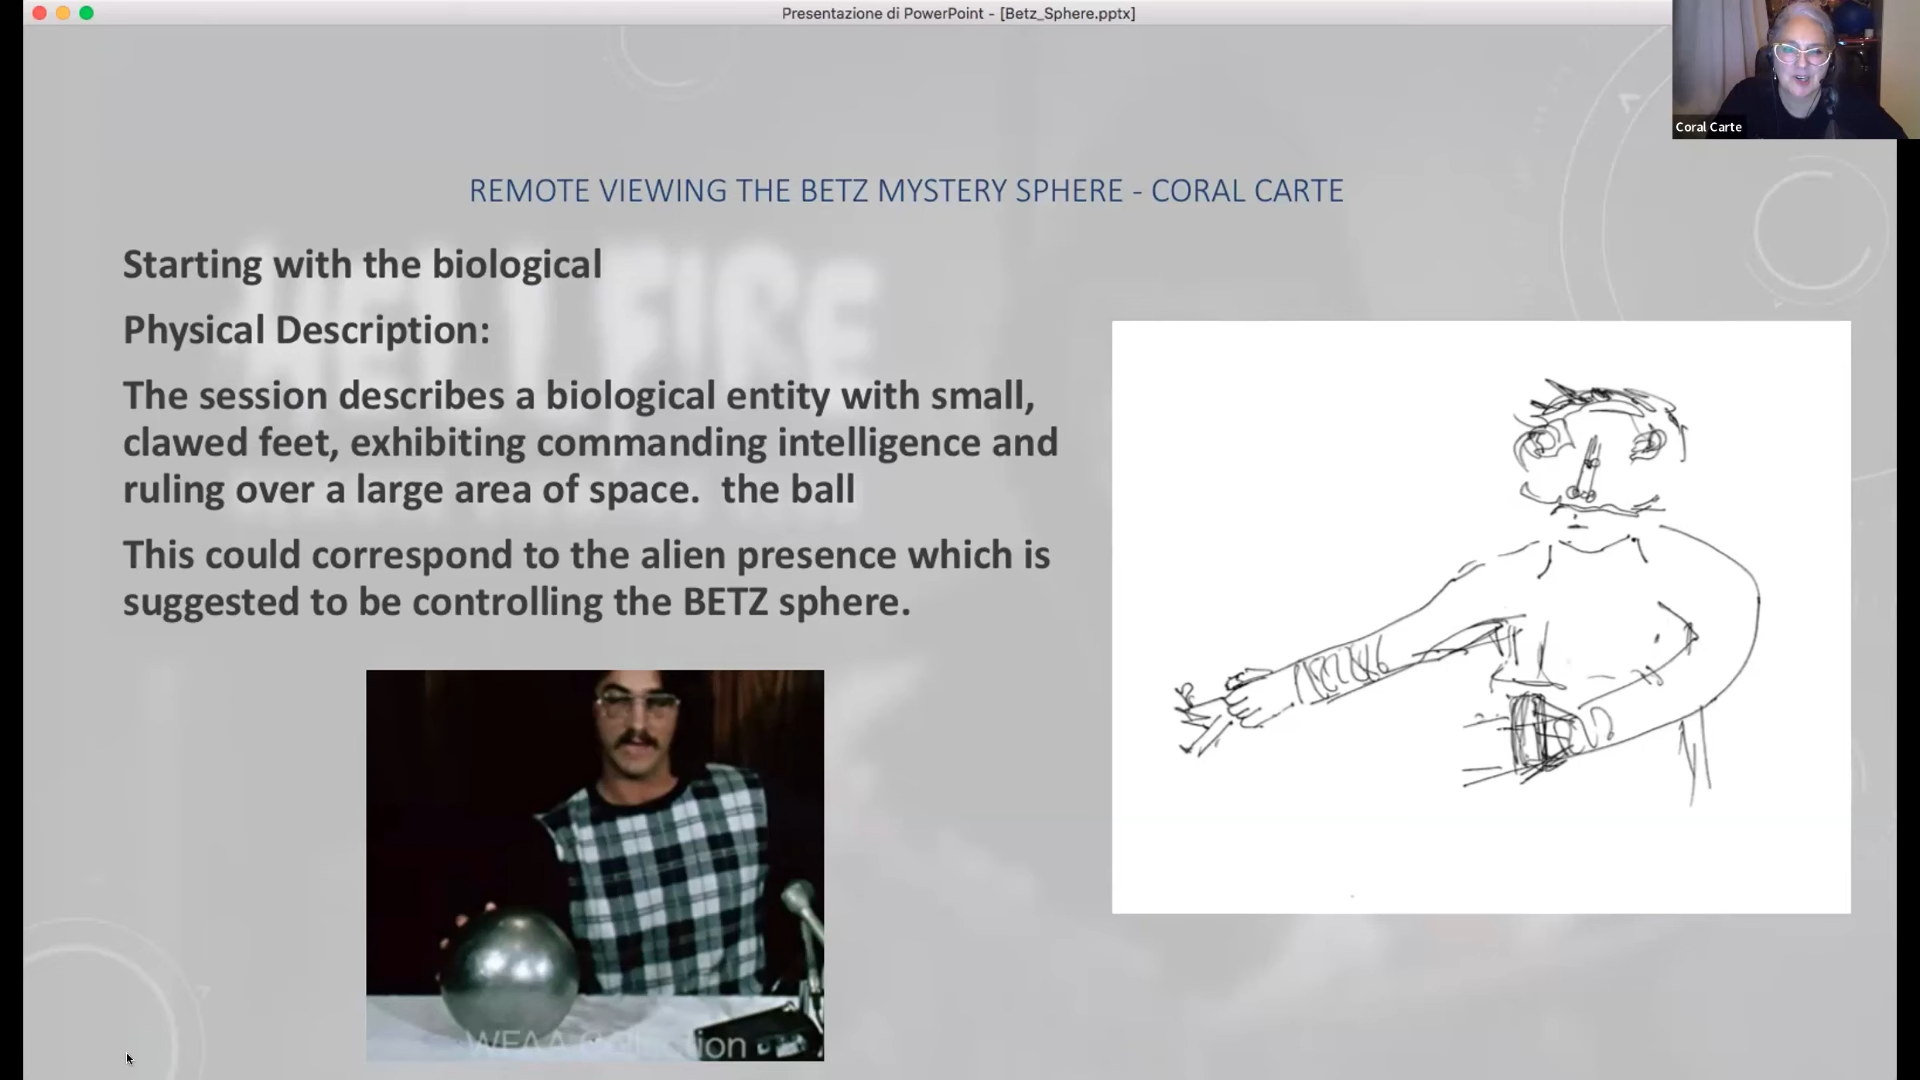 Presentazione di PowerPoint - [Betz_Sphere.pptx]
Coral Carte
REMOTE VIEWING THE BETZ MYSTERY SPHERE - CORAL CARTE
Starting with the biological
Physical Description:
The session describes a biological entity with small,
clawed feet, exhibiting commanding intelligence and
ruling over a large area of space.  the ball
This could correspond to the alien presence which is
suggested to be controlling the BETZ sphere.
HELLFIRE
WFAA Collection